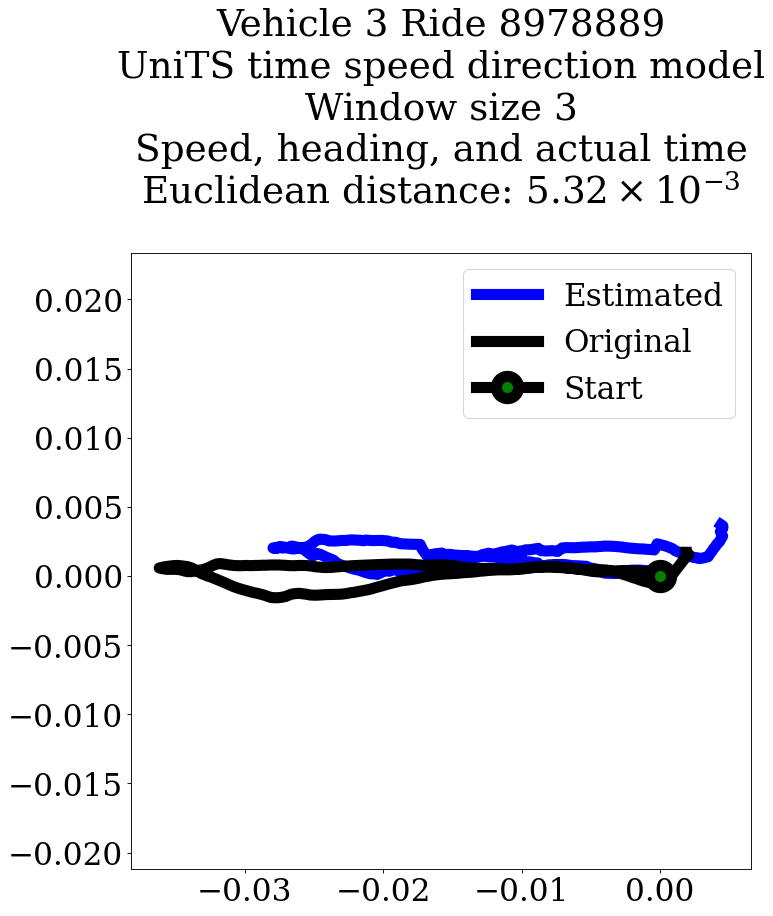 Vehicle 3 Ride 8978889
UniTS time speed direction model
Window size 3
Speed, heading, and actual time
Euclidean distance: 5.32 × 10⁻³
Estimated
Original
Start
0.020
0.015
0.010
0.005
0.000
−0.005
−0.010
−0.015
−0.020
−0.03 −0.02 −0.01 0.00